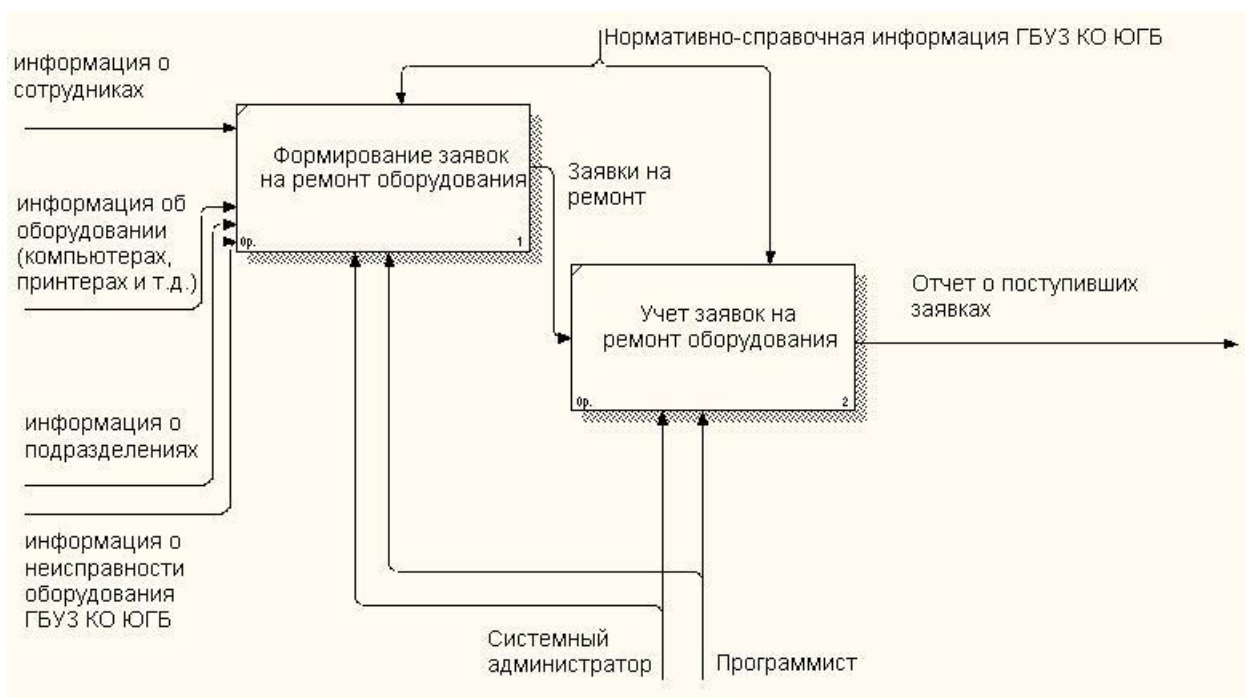 Нормативно-справочная информация ГБУЗ КО ЮГБ
информация о
сотрудниках
Формирование заявок
на ремонт оборудования
0р.
1
Заявки на
ремонт
информация об
оборудовании
(компьютерах,
принтерах и т.д.)
Учет заявок на
ремонт оборудования
0р.
2
Отчет о поступивших
заявках
информация о
подразделениях
информация о
неисправности
оборудования
ГБУЗ КО ЮГБ
Системный
администратор
Программист